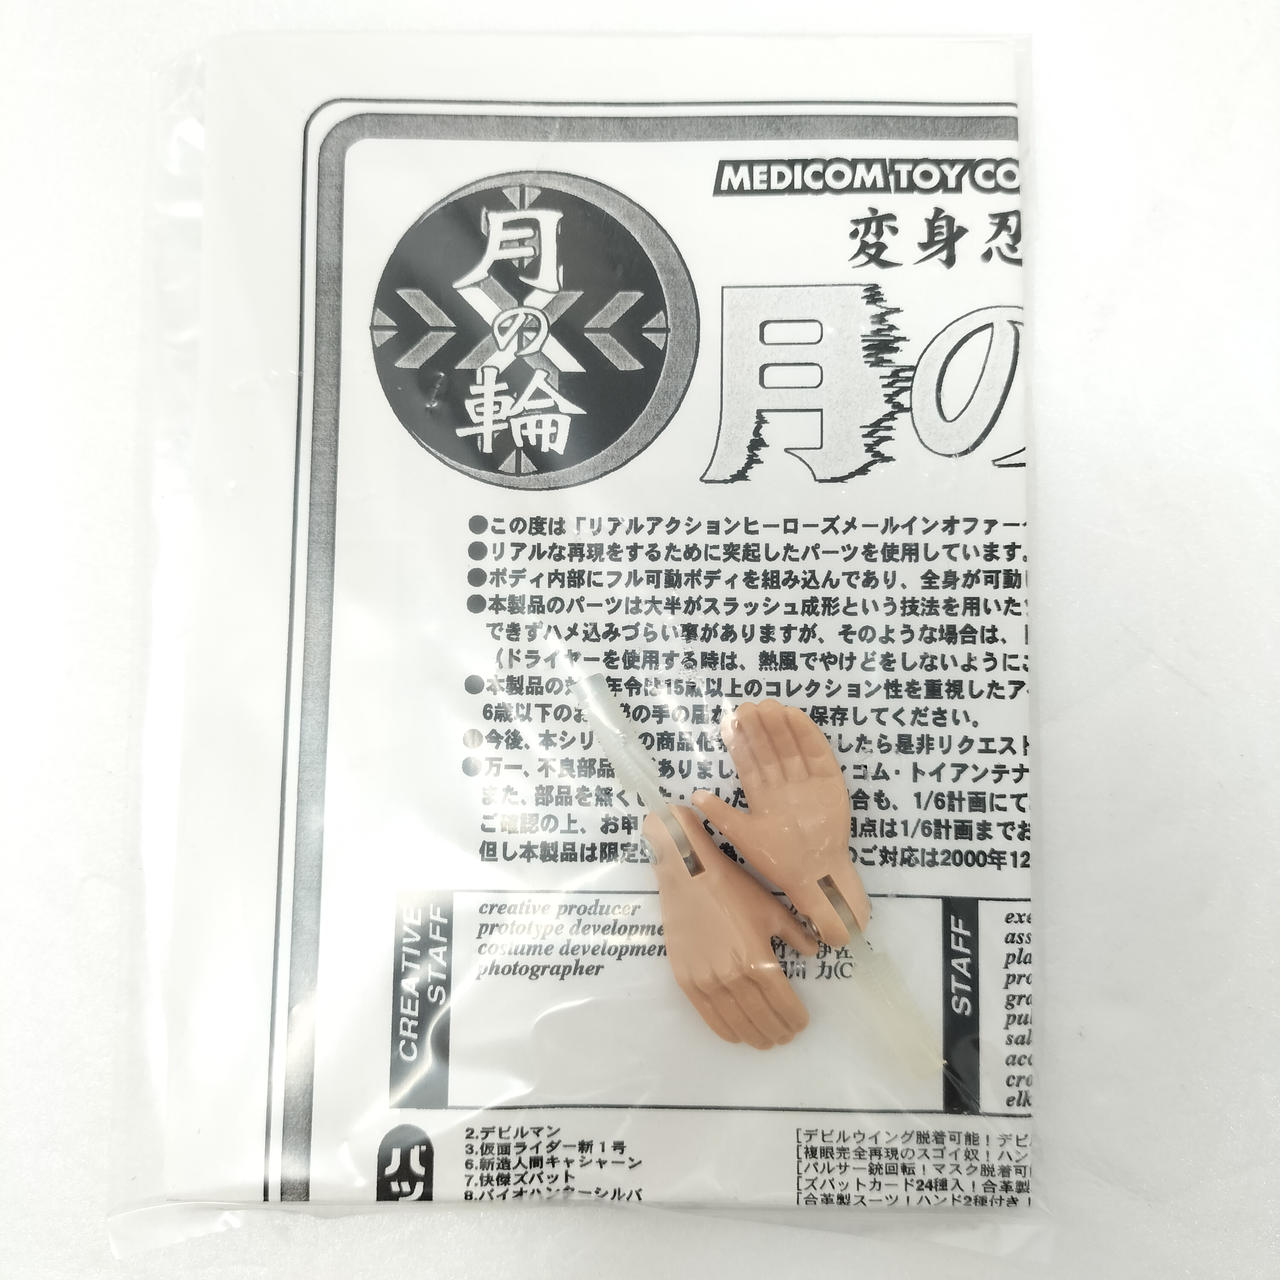 月の輪
MEDICOM TOY CO
変身忍
月の
●この度は「リアルアクションヒーローズメールインオファー
●リアルな再現をするために突起したパーツを使用しています。
●ボディ内部にフル可動ボディを組み込んであり、全身が可動
●本製品のパーツは大半がスラッシュ成形という技法を用いた
できずハメ込みづらい事がありますが、そのような場合は、
(ドライヤーを使用する時は、熱風でやけどをしないように
●本製品の 年令は15歳以上のコレクション性を重視した
6歳以下のお の手の届か 保存してください。
●今後、本シリ の商品化 したら是非リクエスト
●万一、不良部品 ありまし コム・トイアンテナ
また、部品を無くした・ した 合も、1/6計画にて
ご確認の上、お申 は1/6計画までお
但し本製品は限定 のご対応は2000年12
CREATIVE STAFF
creative producer
prototype developme
costume developmen
photographer
力(C
STAFF
exe
ass
pla
pro
gra
pu
sal
acc
cro
elk
バッ
2.デビルマン
3.仮面ライダー新1号
6.新造人間キャシャーン
7.快傑ズバット
8.バイオハンターシルバ
[デビルウイング脱着可能！デビ
[複眼完全再現のスゴイ奴！ハン
[パルサー銃回転！マスク脱着可
[ズバットカード24種入！合革製
[合革製スーツ！ハンド2種付き！